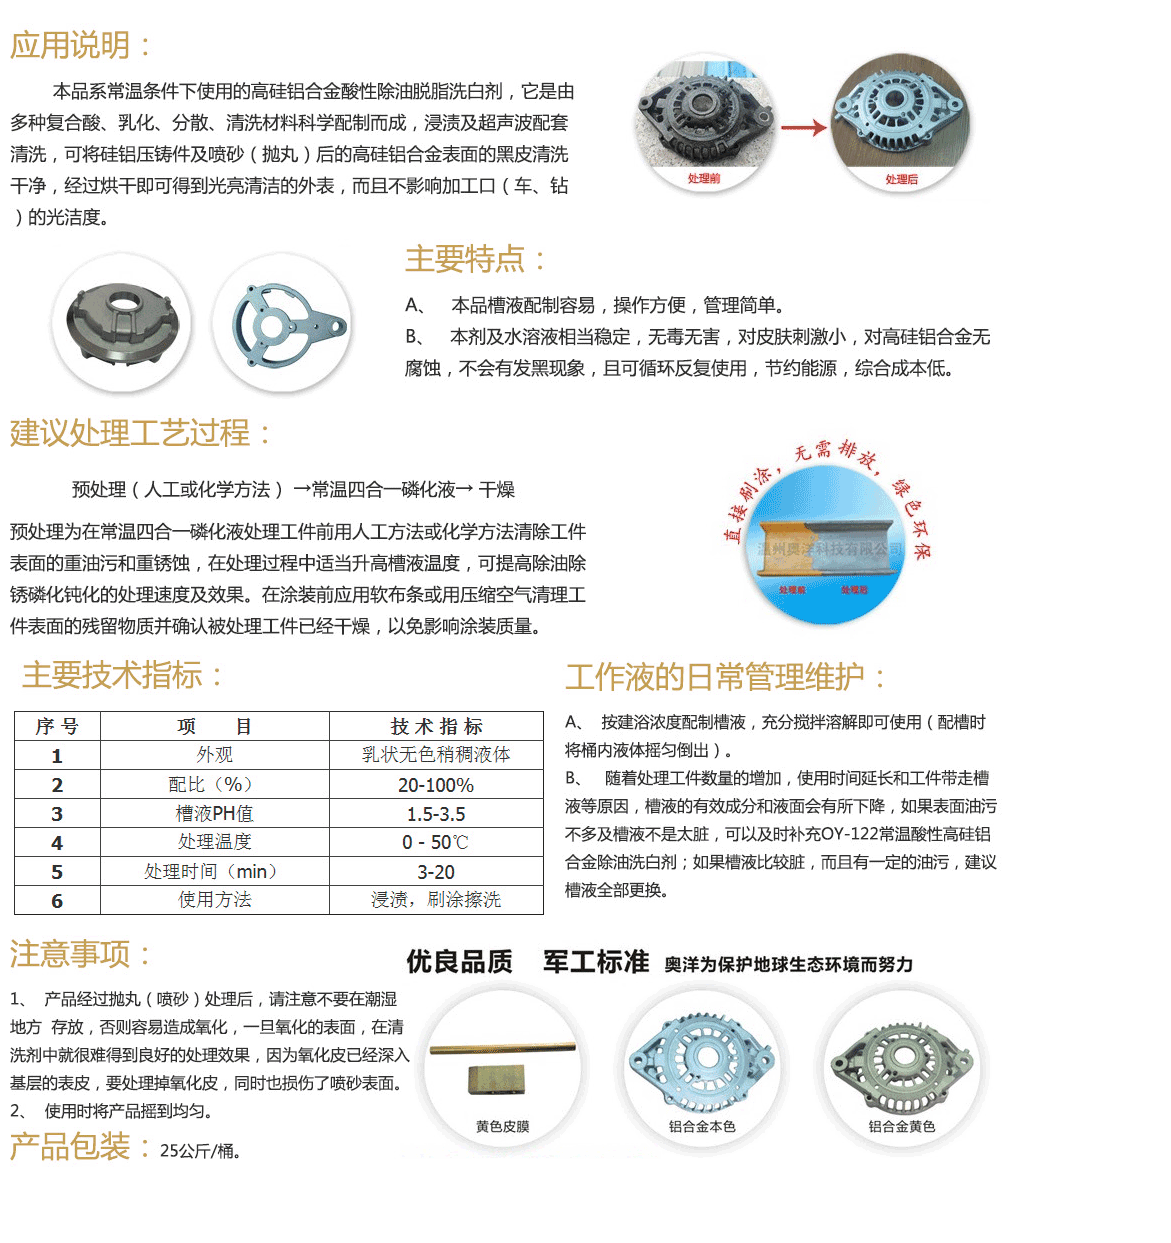 应用说明：
本品系常温条件下使用的高硅铝合金酸性除油脱脂洗白剂，它是由
多种复合酸、乳化、分散、清洗材料科学配制而成，浸渍及超声波配套
清洗，可将硅铝压铸件及喷砂（抛丸）后的高硅铝合金表面的黑皮清洗
干净，经过烘干即可得到光亮清洁的外表，而且不影响加工口（车、钻
）的光洁度。
处理前
处理后
主要特点：
A、 本品槽液配制容易，操作方便，管理简单。
B、 本剂及水溶液相当稳定，无毒无害，对皮肤刺激小，对高硅铝合金无
腐蚀，不会有发黑现象，且可循环反复使用，节约能源，综合成本低。
建议处理工艺过程：
预处理（人工或化学方法）→常温四合一磷化液→ 干燥
预处理为在常温四合一磷化液处理工件前用人工方法或化学方法清除工件
表面的重油污和重锈蚀，在处理过程中适当升高槽液温度，可提高除油除
锈磷化钝化的处理速度及效果。在涂装前应用软布条或用压缩空气清理工
件表面的残留物质并确认被处理工件已经干燥，以免影响涂装质量。
直接刷涂，无需排放，绿色环保
温州奥洋科技有限公司
处理前
处理后
主要技术指标：
序 号 项 目 技 术 指 标
1 外观 乳状无色稍稠液体
2 配比（%） 20-100%
3 槽液PH值 1.5-3.5
4 处理温度 0 - 50℃
5 处理时间（min） 3-20
6 使用方法 浸渍，刷涂擦洗
工作液的日常管理维护：
A、 按建浴浓度配制槽液，充分搅拌溶解即可使用（配槽时
将桶内液体摇匀倒出）。
B、 随着处理工件数量的增加，使用时间延长和工件带走槽
液等原因，槽液的有效成分和液面会有所下降，如果表面油污
不多及槽液不是太脏，可以及时补充OY-122常温酸性高硅铝
合金除油洗白剂；如果槽液比较脏，而且有一定的油污，建议
槽液全部更换。
注意事项：
1、 产品经过抛丸（喷砂）处理后，请注意不要在潮湿
地方 存放，否则容易造成氧化，一旦氧化的表面，在清
洗剂中就很难得到良好的处理效果，因为氧化皮已经深入
基层的表皮，要处理掉氧化皮，同时也损伤了喷砂表面。
2、 使用时将产品摇到均匀。
产品包装：25公斤/桶。
优良品质 军工标准 奥洋为保护地球生态环境而努力
黄色皮膜
铝合金本色
铝合金黄色